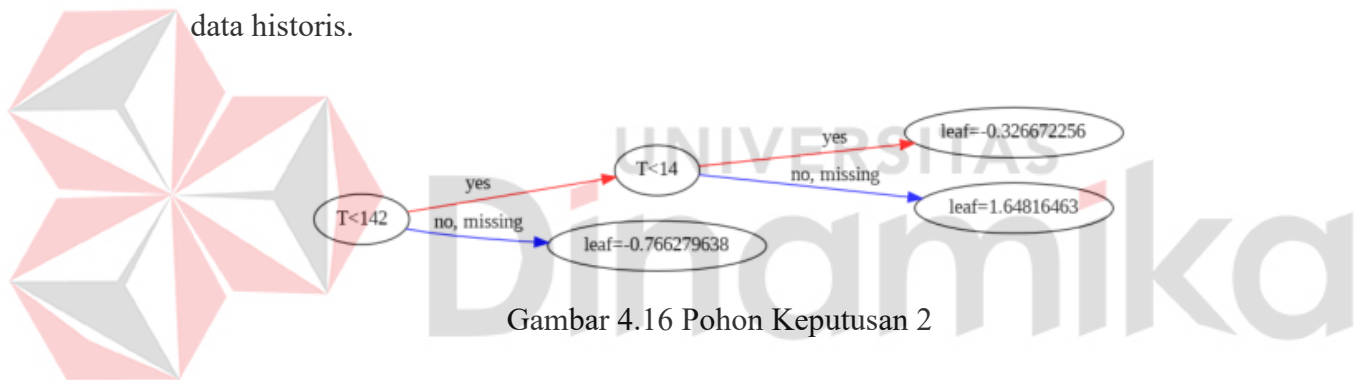 data historis.
UNIVERSITAS
Dinamika
yes
leaf=-0.326672256
T<14
no, missing
leaf=1.64816463
yes
T<142
no, missing
leaf=-0.766279638
Gambar 4.16 Pohon Keputusan 2